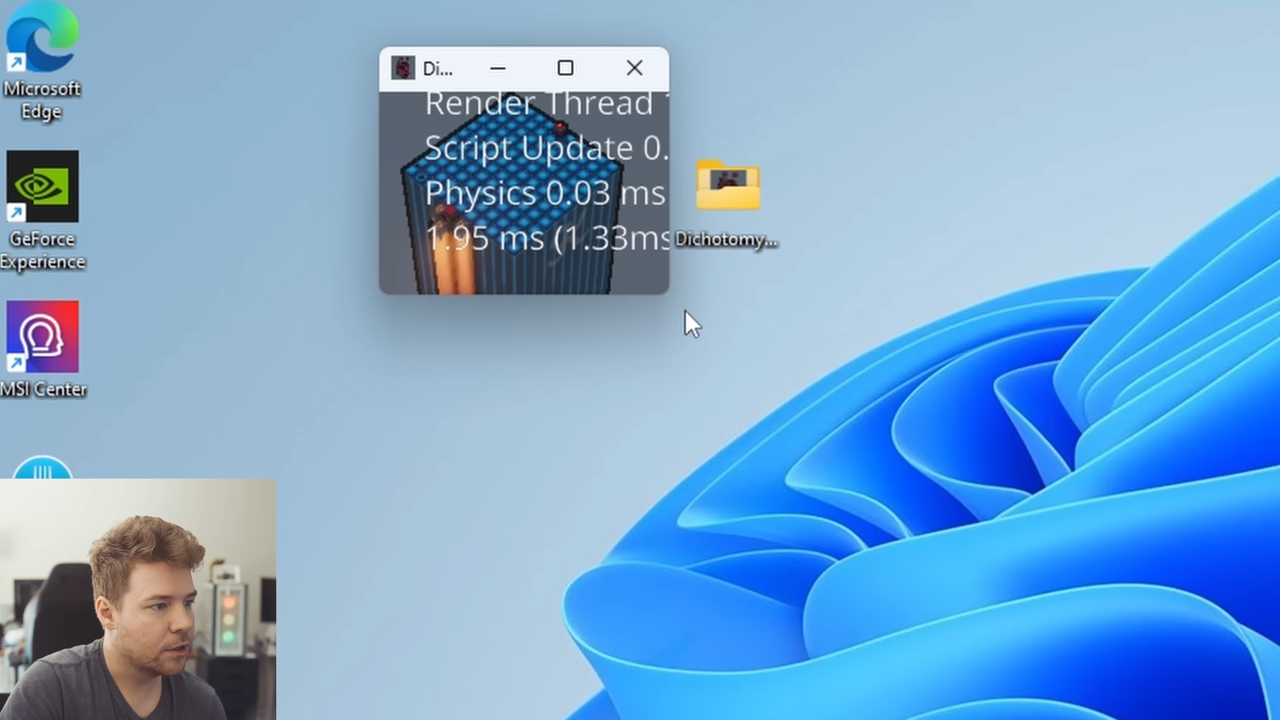 Microsoft
Edge
GeForce
Experience
MSI Center
Di...
Render Thread
Script Update 0.
Physics 0.03 ms
1.95 ms (1.33ms
Dichotomy...